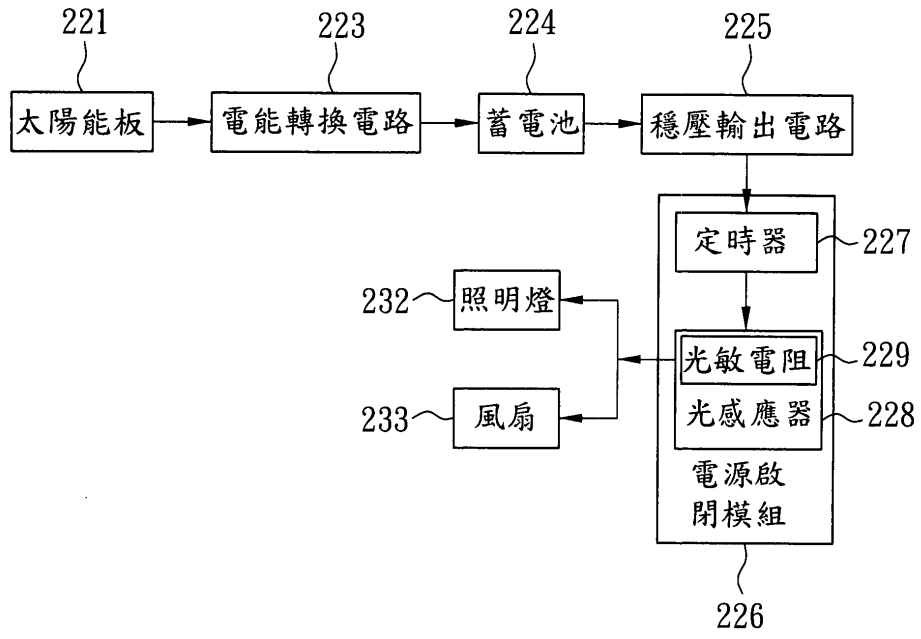 221
223
224
225
太陽能板
電能轉換電路
蓄電池
穩壓輸出電路
定時器
227
232
照明燈
光敏電阻
229
233
風扇
光感應器
228
電源啟
閉模組
226